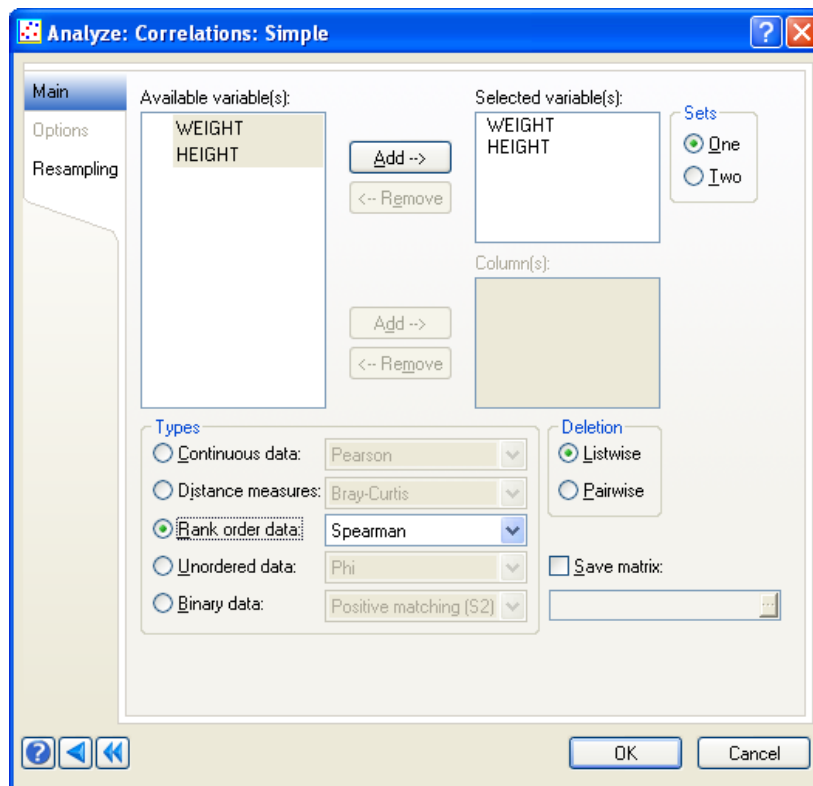 Analyze: Correlations: Simple
Main
Options
Resampling
Available variable(s):
WEIGHT
HEIGHT
Add -->
<-- Remove
Selected variable(s):
WEIGHT
HEIGHT
Sets
One
Two
Column(s):
Add -->
<-- Remove
Types
Continuous data: Pearson
Distance measures: Bray-Curtis
Rank order data: Spearman
Unordered data: Phi
Binary data: Positive matching (S2)
Deletion
Listwise
Pairwise
Save matrix:
...
OK
Cancel